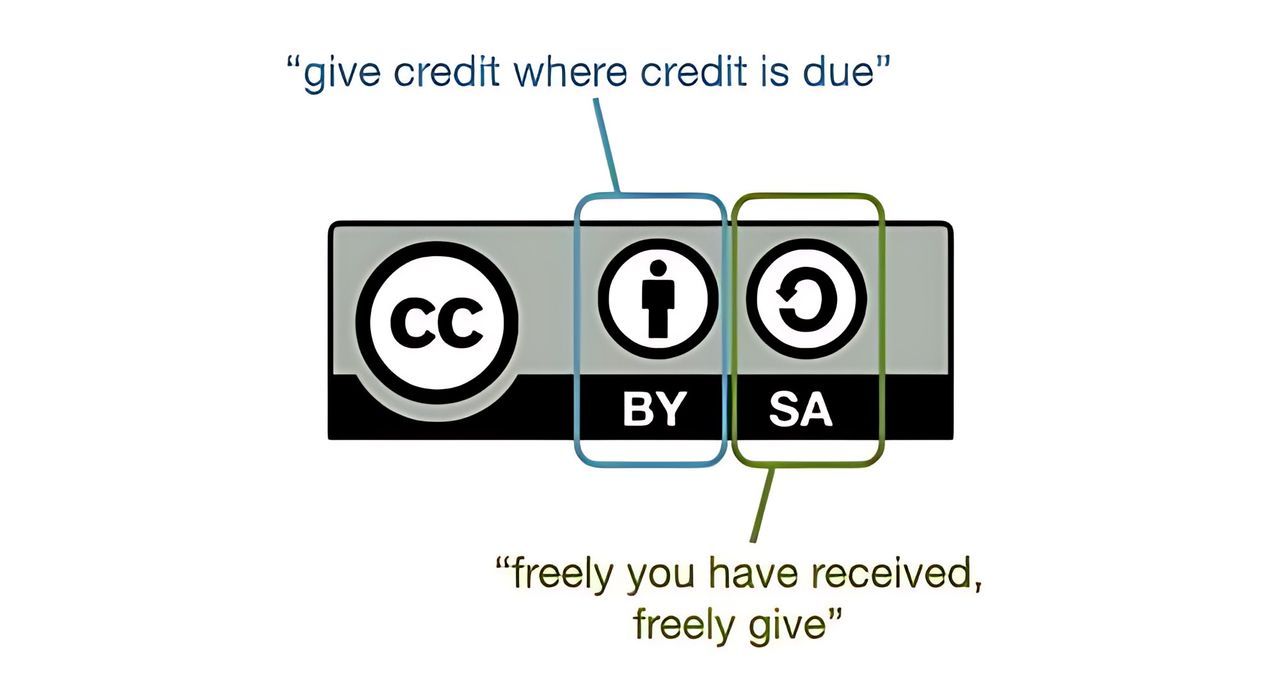 “give credit where credit is due”
cc
BY SA
“freely you have received,
freely give”